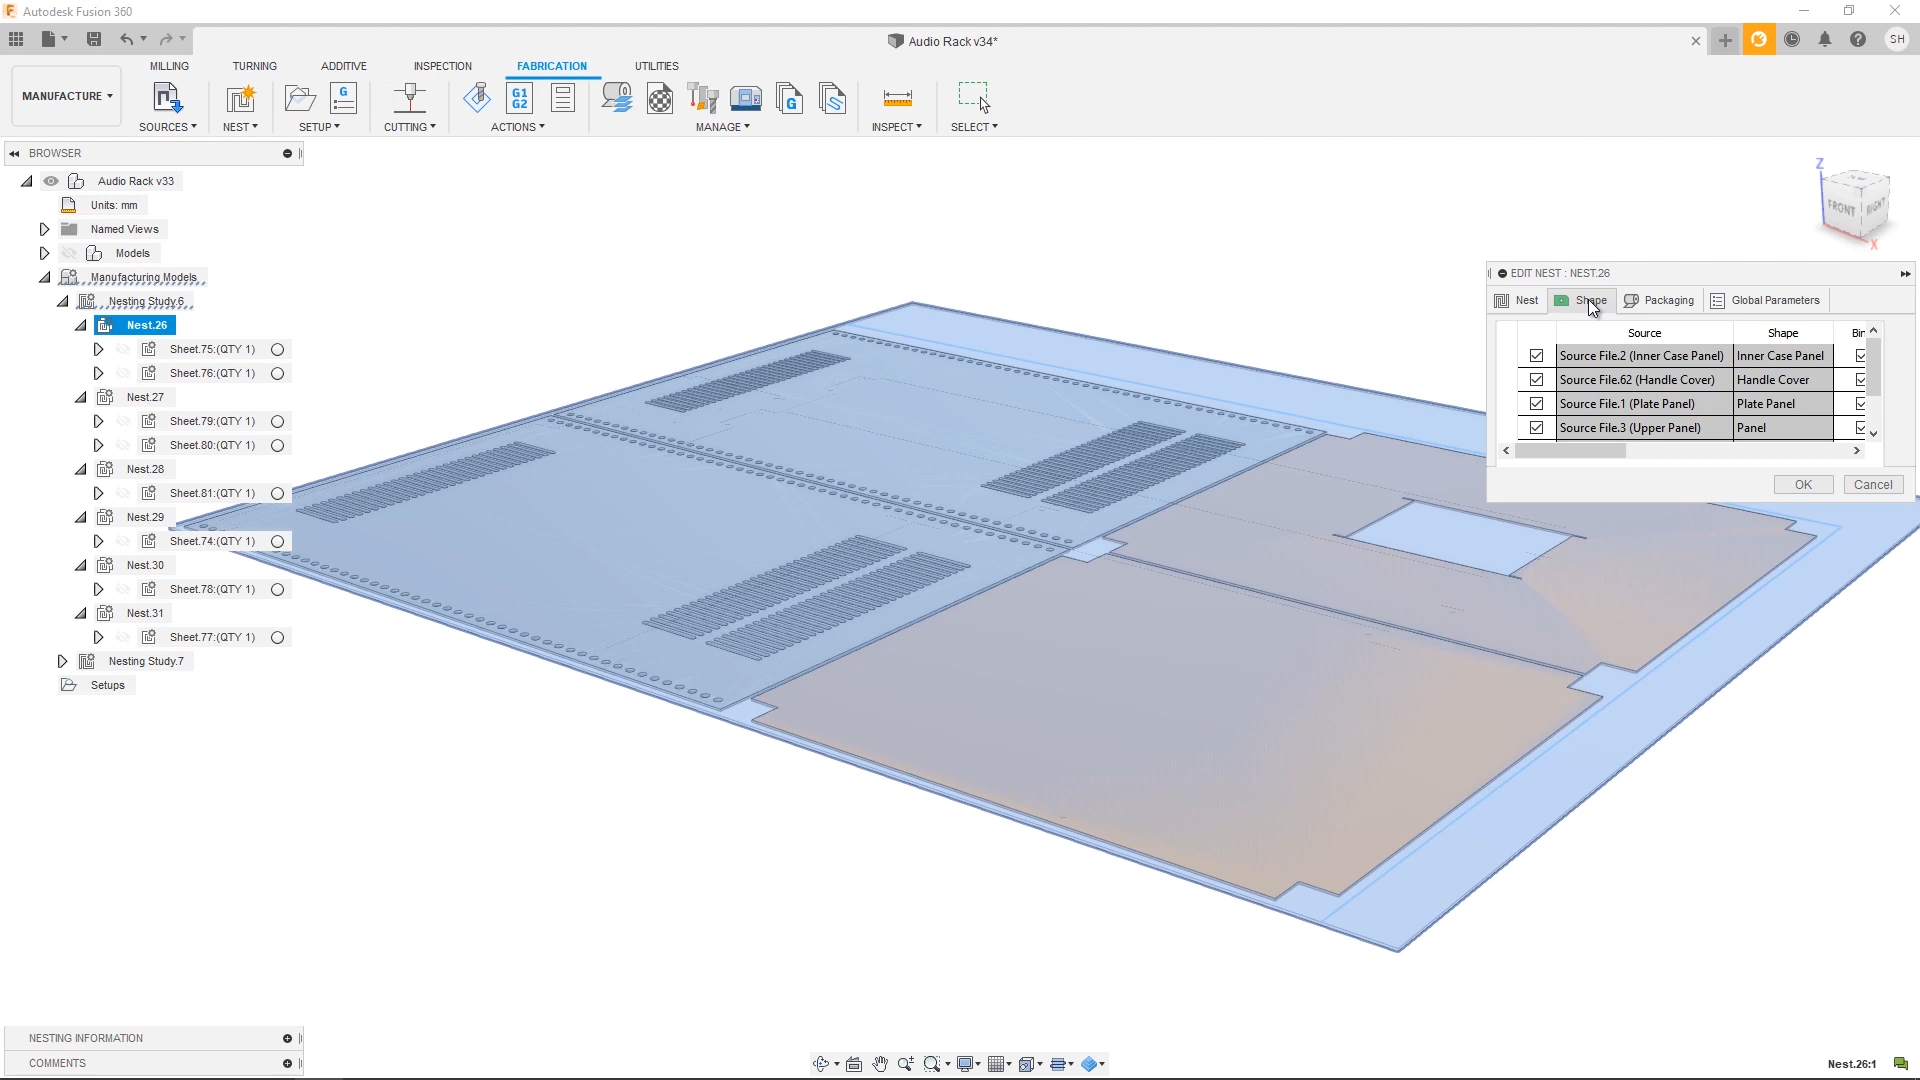 Autodesk Fusion 360
Audio Rack v34*
SH
MILLING TURNING ADDITIVE INSPECTION FABRICATION UTILITIES
MANUFACTURE
G1
G2
SOURCES NEST SETUP CUTTING ACTIONS MANAGE INSPECT SELECT
BROWSER
Audio Rack v33
Units: mm
Named Views
Models
Manufacturing Models
Nesting Study.6
Nest.26
Sheet.75:(QTY 1)
Sheet.76:(QTY 1)
Nest.27
Sheet.79:(QTY 1)
Sheet.80:(QTY 1)
Nest.28
Sheet.81:(QTY 1)
Nest.29
Sheet.74:(QTY 1)
Nest.30
Sheet.78:(QTY 1)
Nest.31
Sheet.77:(QTY 1)
Nesting Study.7
Setups
Z
FRONT RIGHT
X
EDIT NEST : NEST.26
Nest Shape Packaging Global Parameters
Source Shape Bin
Source File.2 (Inner Case Panel) Inner Case Panel
Source File.62 (Handle Cover) Handle Cover
Source File.1 (Plate Panel) Plate Panel
Source File.3 (Upper Panel) Panel
OK Cancel
NESTING INFORMATION
COMMENTS
Nest.26:1